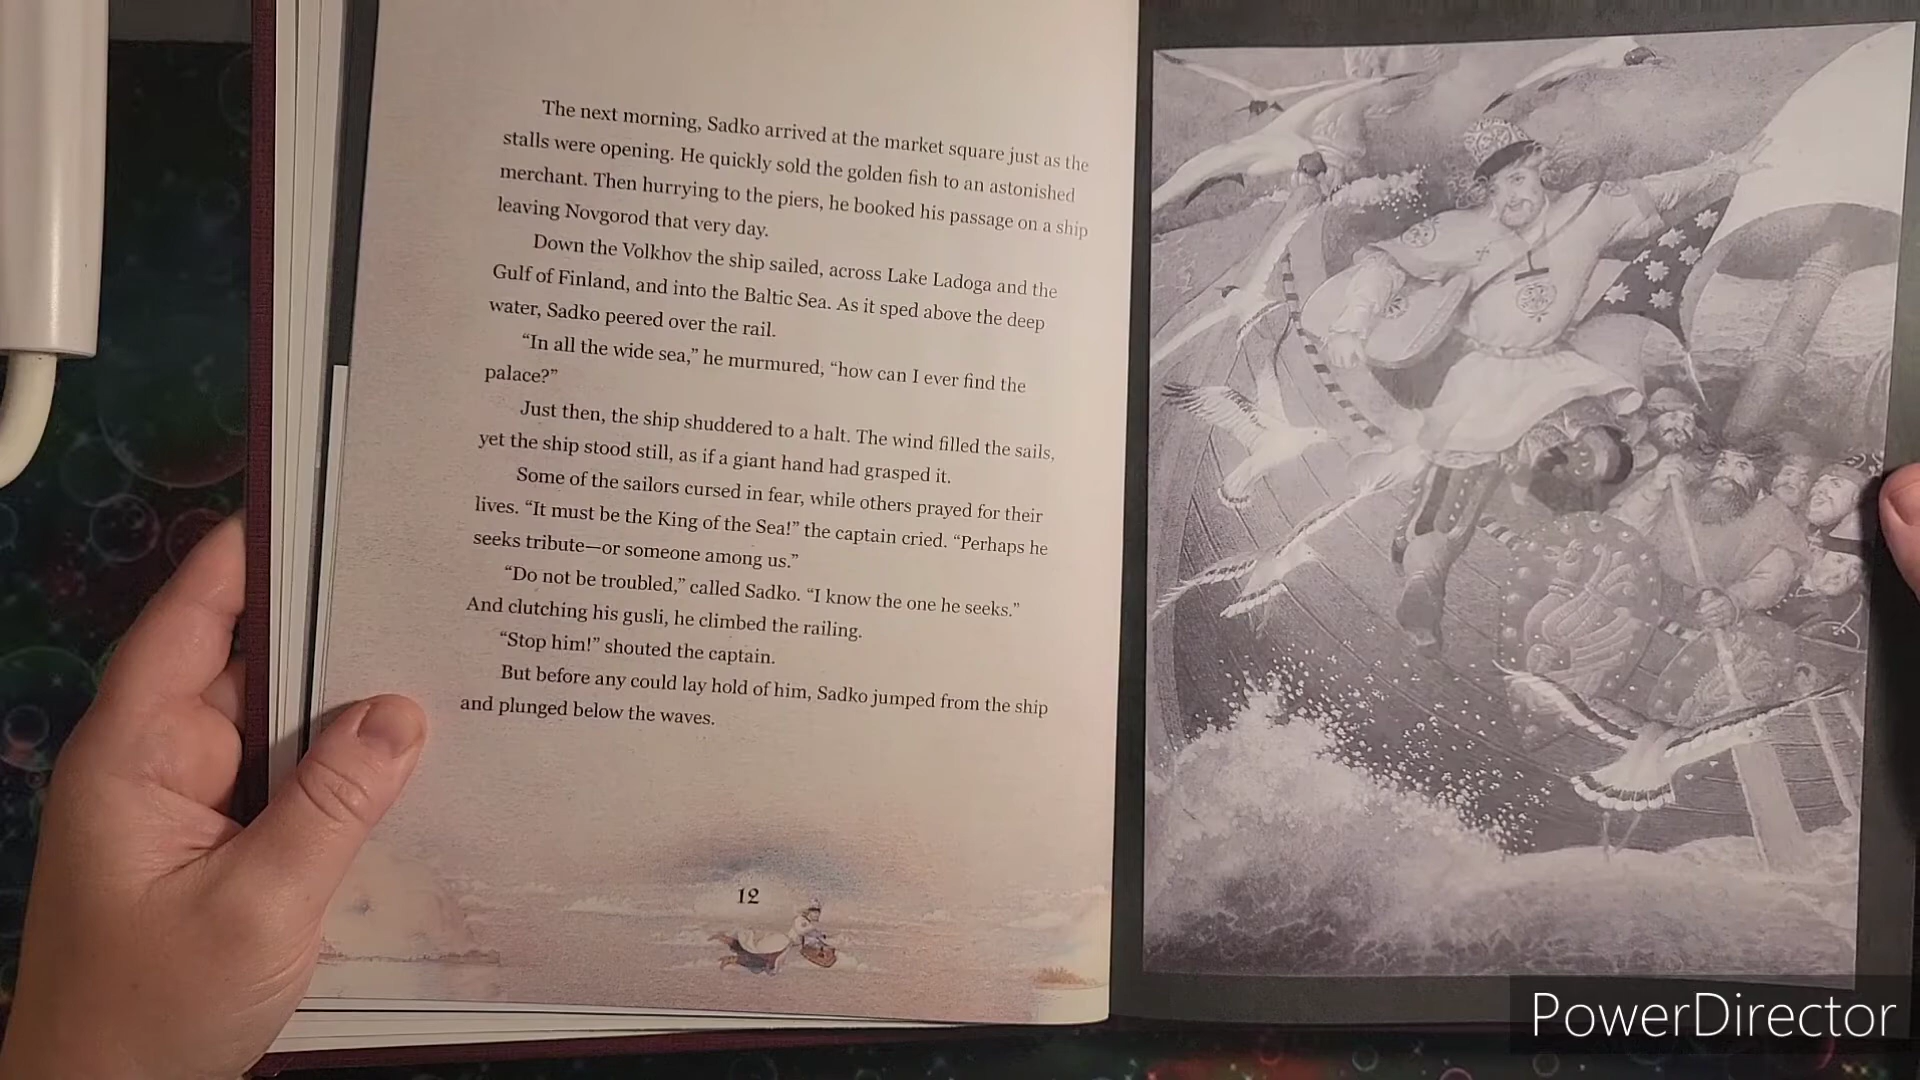 The next morning, Sadko arrived at the market square just as the
stalls were opening. He quickly sold the golden fish to an astonished
merchant. Then hurrying to the piers, he booked his passage on a ship
leaving Novgorod that very day.
Down the Volkhov the ship sailed, across Lake Ladoga and the
Gulf of Finland, and into the Baltic Sea. As it sped above the deep
water, Sadko peered over the rail.
“In all the wide sea,” he murmured, “how can I ever find the
palace?”
Just then, the ship shuddered to a halt. The wind filled the sails,
yet the ship stood still, as if a giant hand had grasped it.
Some of the sailors cursed in fear, while others prayed for their
lives. “It must be the King of the Sea!” the captain cried. “Perhaps he
seeks tribute—or someone among us.”
“Do not be troubled,” called Sadko. “I know the one he seeks.”
And clutching his gusli, he climbed the railing.
“Stop him!” shouted the captain.
But before any could lay hold of him, Sadko jumped from the ship
and plunged below the waves.
12
PowerDirector